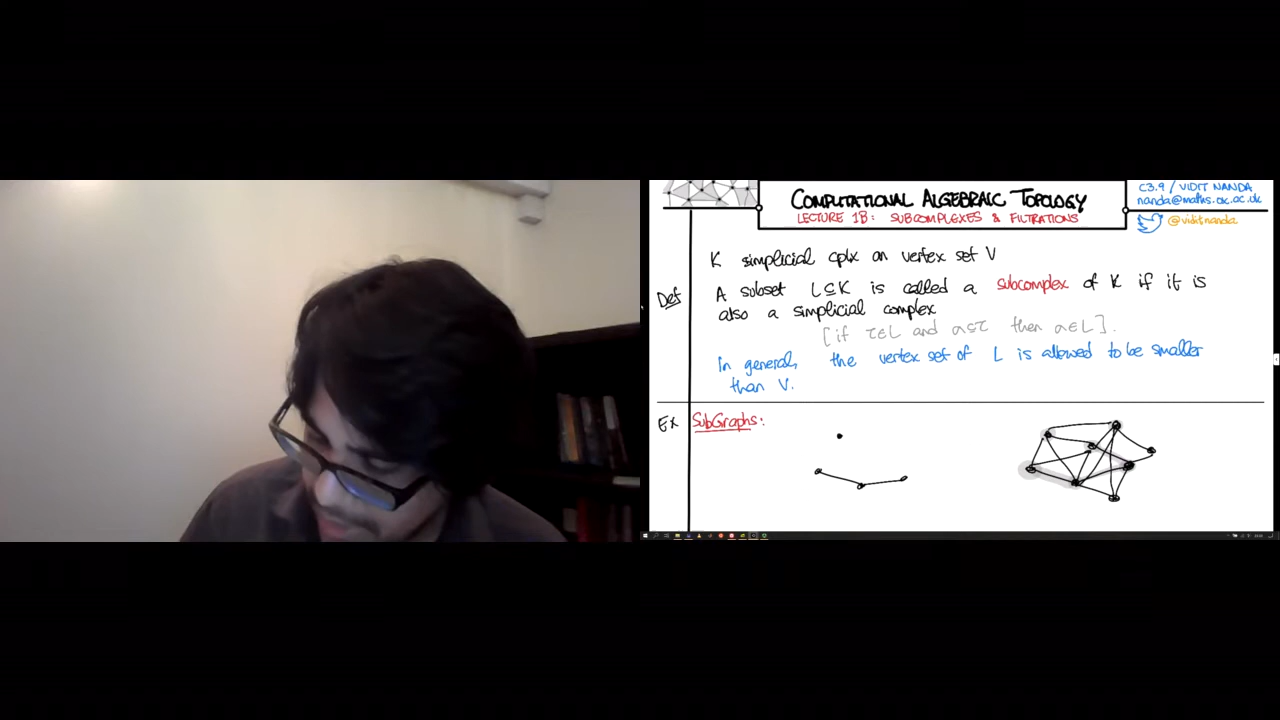 COMPUTATIONAL ALGEBRAIC TOPOLOGY
LECTURE 1B: SUBCOMPLEXES & FILTRATIONS
C3.9 / VIDIT NANDA
nanda@maths.ox.ac.uk
@viditnanda
K simplicial cplx on vertex set V
Def A subset L ⊆ K is called a subcomplex of K if it is
also a simplicial complex
[if τ∈L and σ≤τ then σ∈L].
In general, the vertex set of L is allowed to be smaller
than V.
Ex SubGraphs: